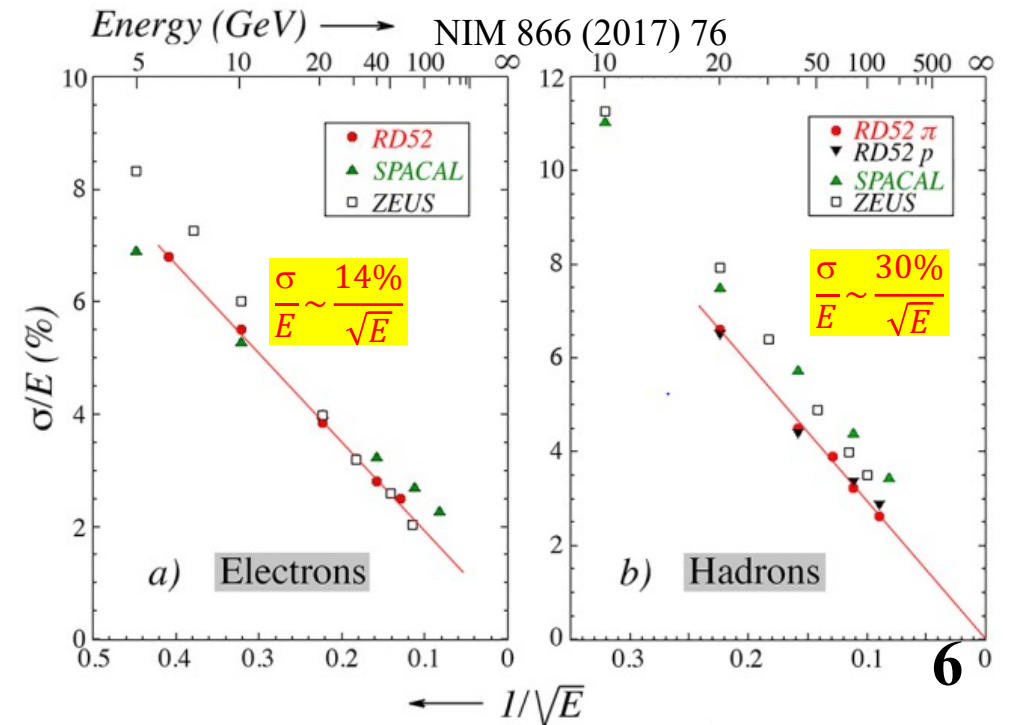 Energy (GeV) ⟶ NIM 866 (2017) 76
5 10 20 40 100 ∞
10 20 50 100 500 ∞
10
8
6
4
2
0
12
10
8
6
4
2
0
σ/E (%)
RD52
SPACAL
ZEUS
σ/E ~ 14%/√E
a) Electrons
RD52 π
RD52 p
SPACAL
ZEUS
σ/E ~ 30%/√E
b) Hadrons
0.5 0.4 0.3 0.2 0.1 0
0.3 0.2 0.1 0
6
⟵ 1/√E